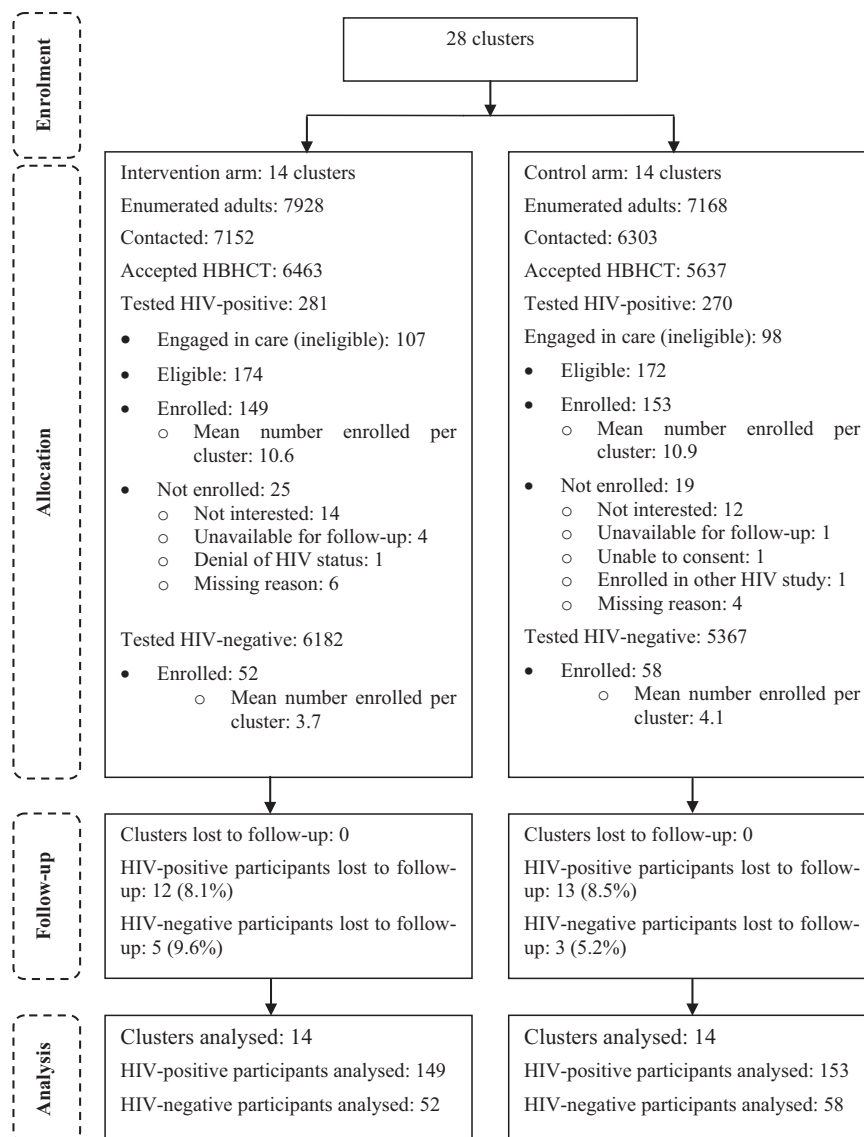 Enrolment
28 clusters
Allocation
Intervention arm: 14 clusters
Enumerated adults: 7928
Contacted: 7152
Accepted HBHCT: 6463
Tested HIV-positive: 281
• Engaged in care (ineligible): 107
• Eligible: 174
• Enrolled: 149
o Mean number enrolled per
cluster: 10.6
• Not enrolled: 25
o Not interested: 14
o Unavailable for follow-up: 4
o Denial of HIV status: 1
o Missing reason: 6
Tested HIV-negative: 6182
• Enrolled: 52
o Mean number enrolled per
cluster: 3.7
Control arm: 14 clusters
Enumerated adults: 7168
Contacted: 6303
Accepted HBHCT: 5637
Tested HIV-positive: 270
Engaged in care (ineligible): 98
• Eligible: 172
• Enrolled: 153
o Mean number enrolled per
cluster: 10.9
• Not enrolled: 19
o Not interested: 12
o Unavailable for follow-up: 1
o Unable to consent: 1
o Enrolled in other HIV study: 1
o Missing reason: 4
Tested HIV-negative: 5367
• Enrolled: 58
o Mean number enrolled per
cluster: 4.1
Follow-up
Clusters lost to follow-up: 0
HIV-positive participants lost to follow-
up: 12 (8.1%)
HIV-negative participants lost to follow-
up: 5 (9.6%)
Clusters lost to follow-up: 0
HIV-positive participants lost to follow-
up: 13 (8.5%)
HIV-negative participants lost to follow-
up: 3 (5.2%)
Analysis
Clusters analysed: 14
HIV-positive participants analysed: 149
HIV-negative participants analysed: 52
Clusters analysed: 14
HIV-positive participants analysed: 153
HIV-negative participants analysed: 58